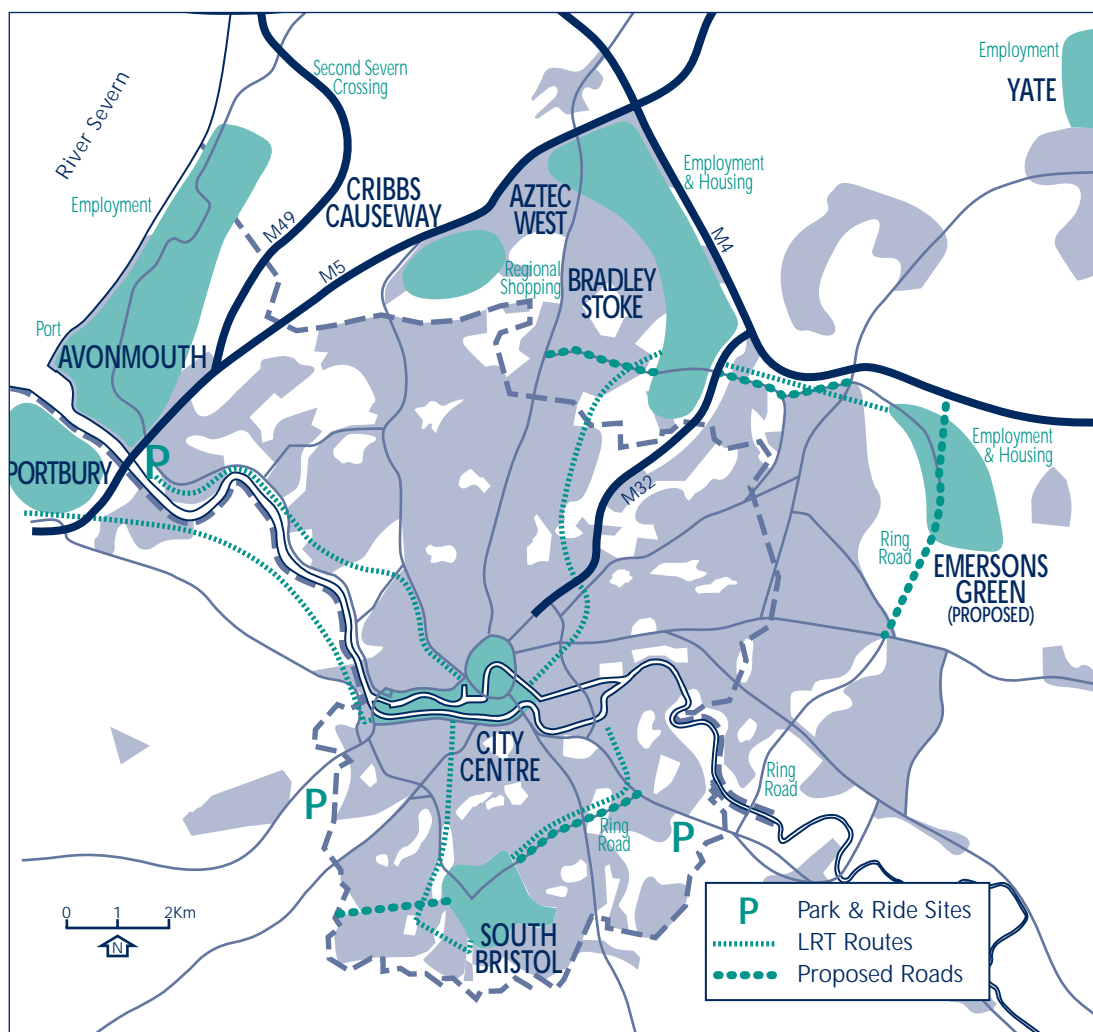 Employment
YATE
Second Severn
Crossing
River Severn
Employment
& Housing
Employment
CRIBBS
CAUSEWAY
AZTEC
WEST
M49
M4
M5
Regional
Shopping
BRADLEY
STOKE
Port
AVONMOUTH
Employment
& Housing
P
PORTBURY
M32
Ring
Road
EMERSONS
GREEN
(PROPOSED)
CITY
CENTRE
Ring
Road
P
Ring
Road
P
0 1 2Km
N
SOUTH
BRISTOL
P Park & Ride Sites
LRT Routes
Proposed Roads